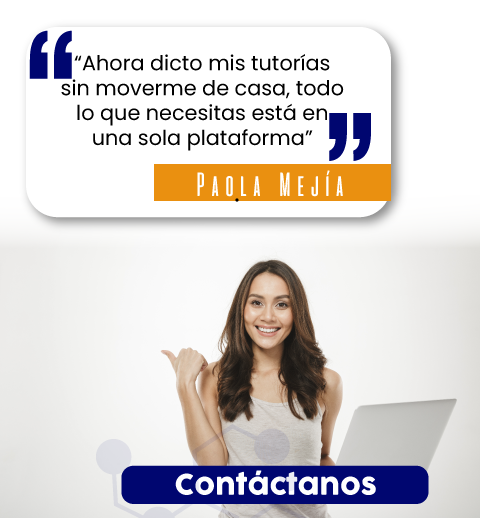 “Ahora dicto mis tutorías
sin moverme de casa, todo
lo que necesitas está en
una sola plataforma”
PAOLA MEJÍA
Contáctanos